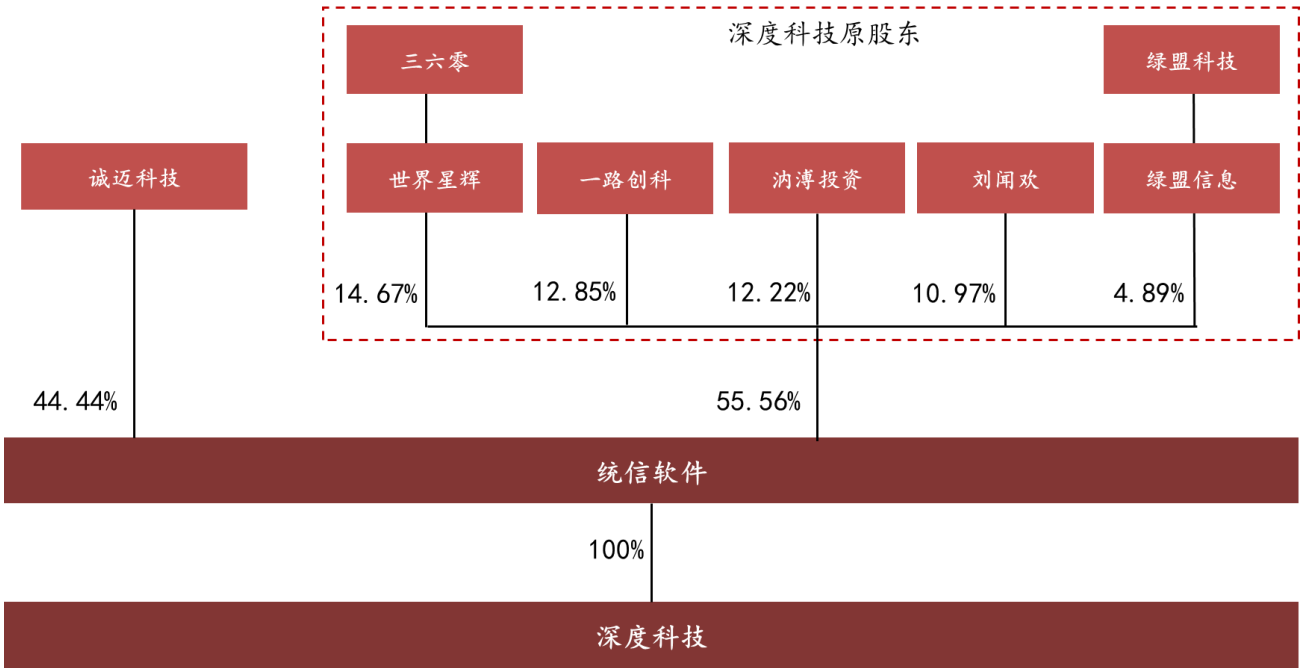 深度科技原股东
三六零
绿盟科技
诚迈科技
世界星辉
一路创科
汭溥投资
刘闻欢
绿盟信息
14.67%
12.85%
12.22%
10.97%
4.89%
44.44%
55.56%
统信软件
100%
深度科技